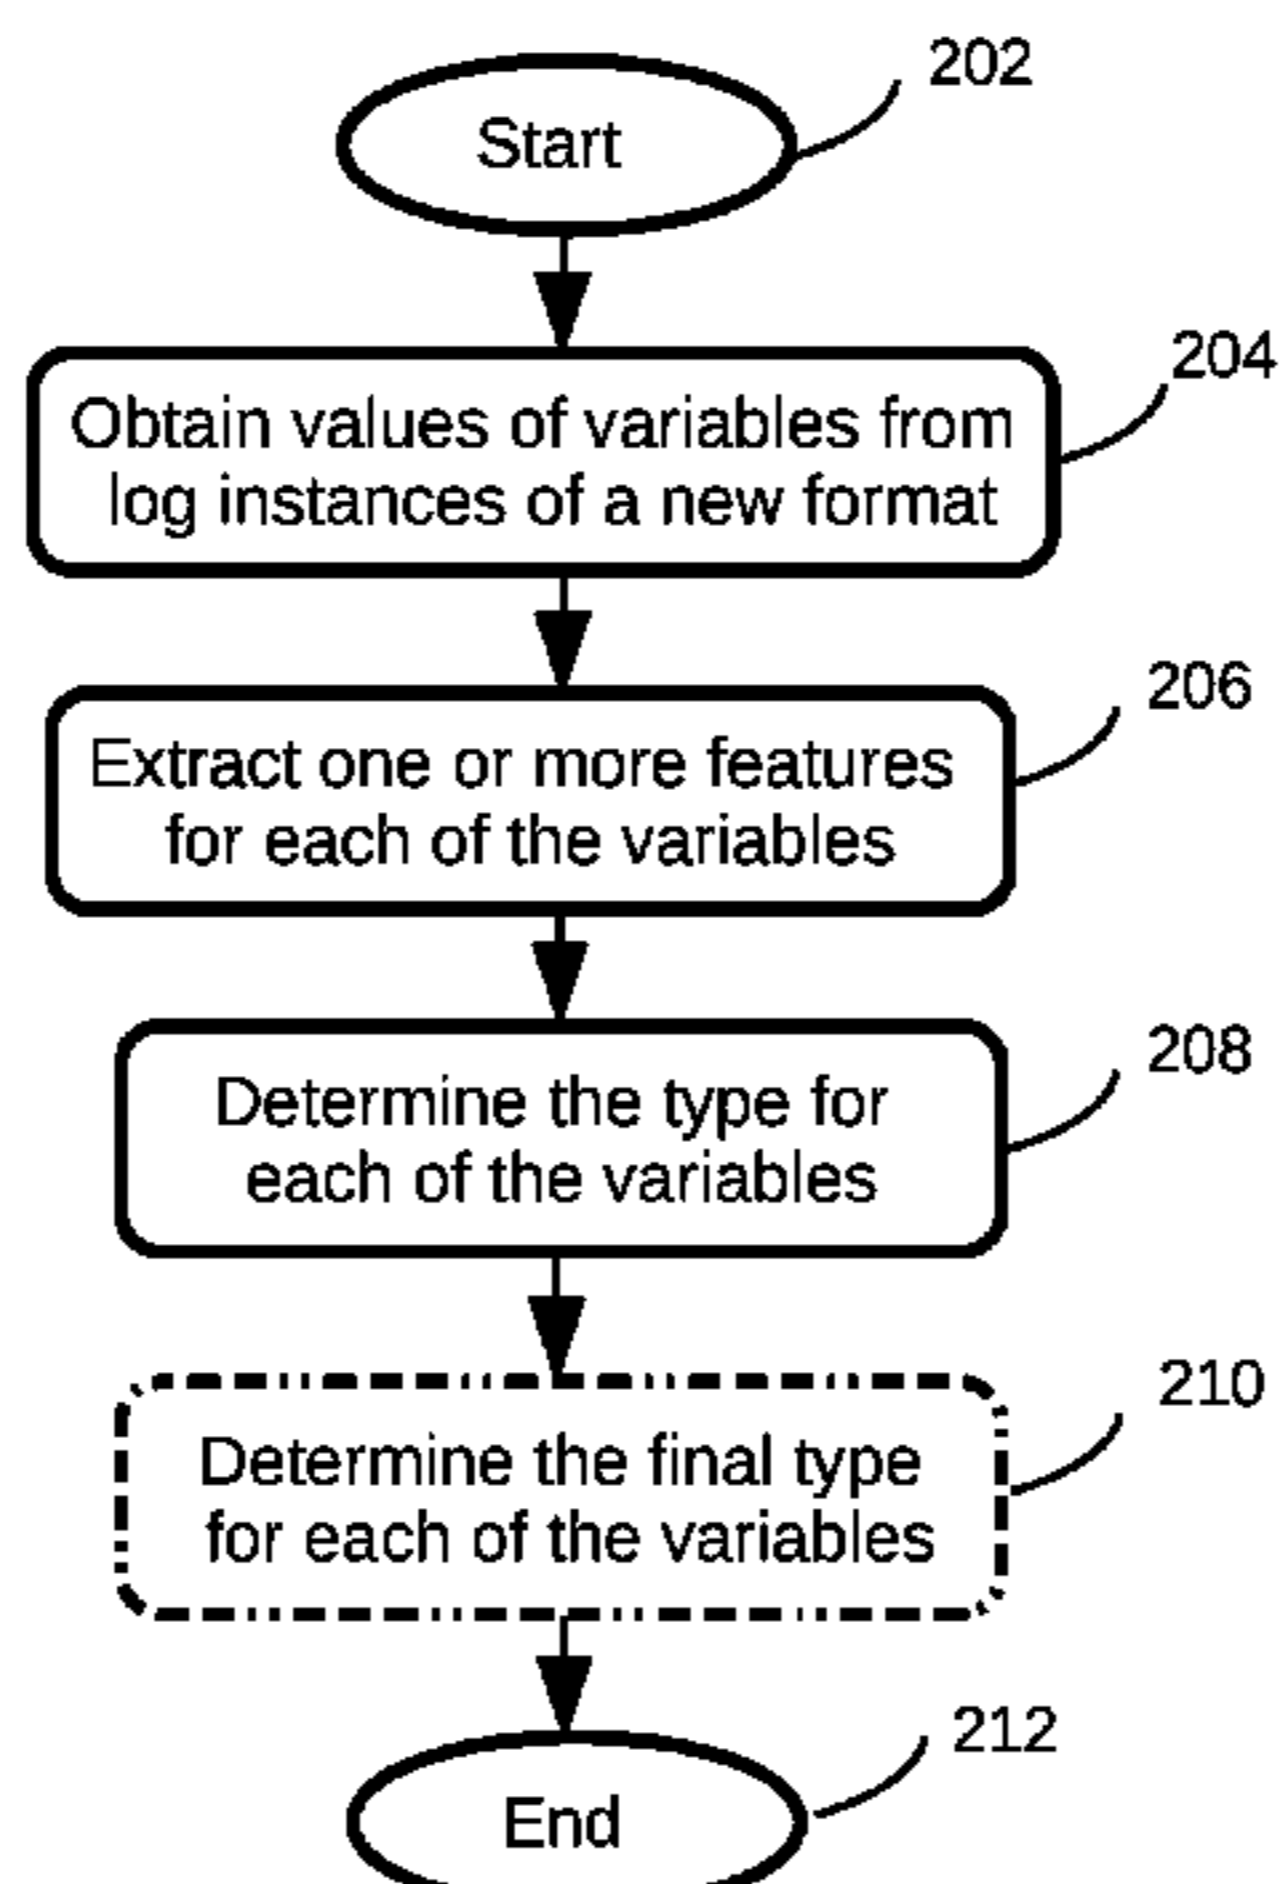 202
Start
204
Obtain values of variables from
log instances of a new format
206
Extract one or more features
for each of the variables
208
Determine the type for
each of the variables
210
Determine the final type
for each of the variables
212
End